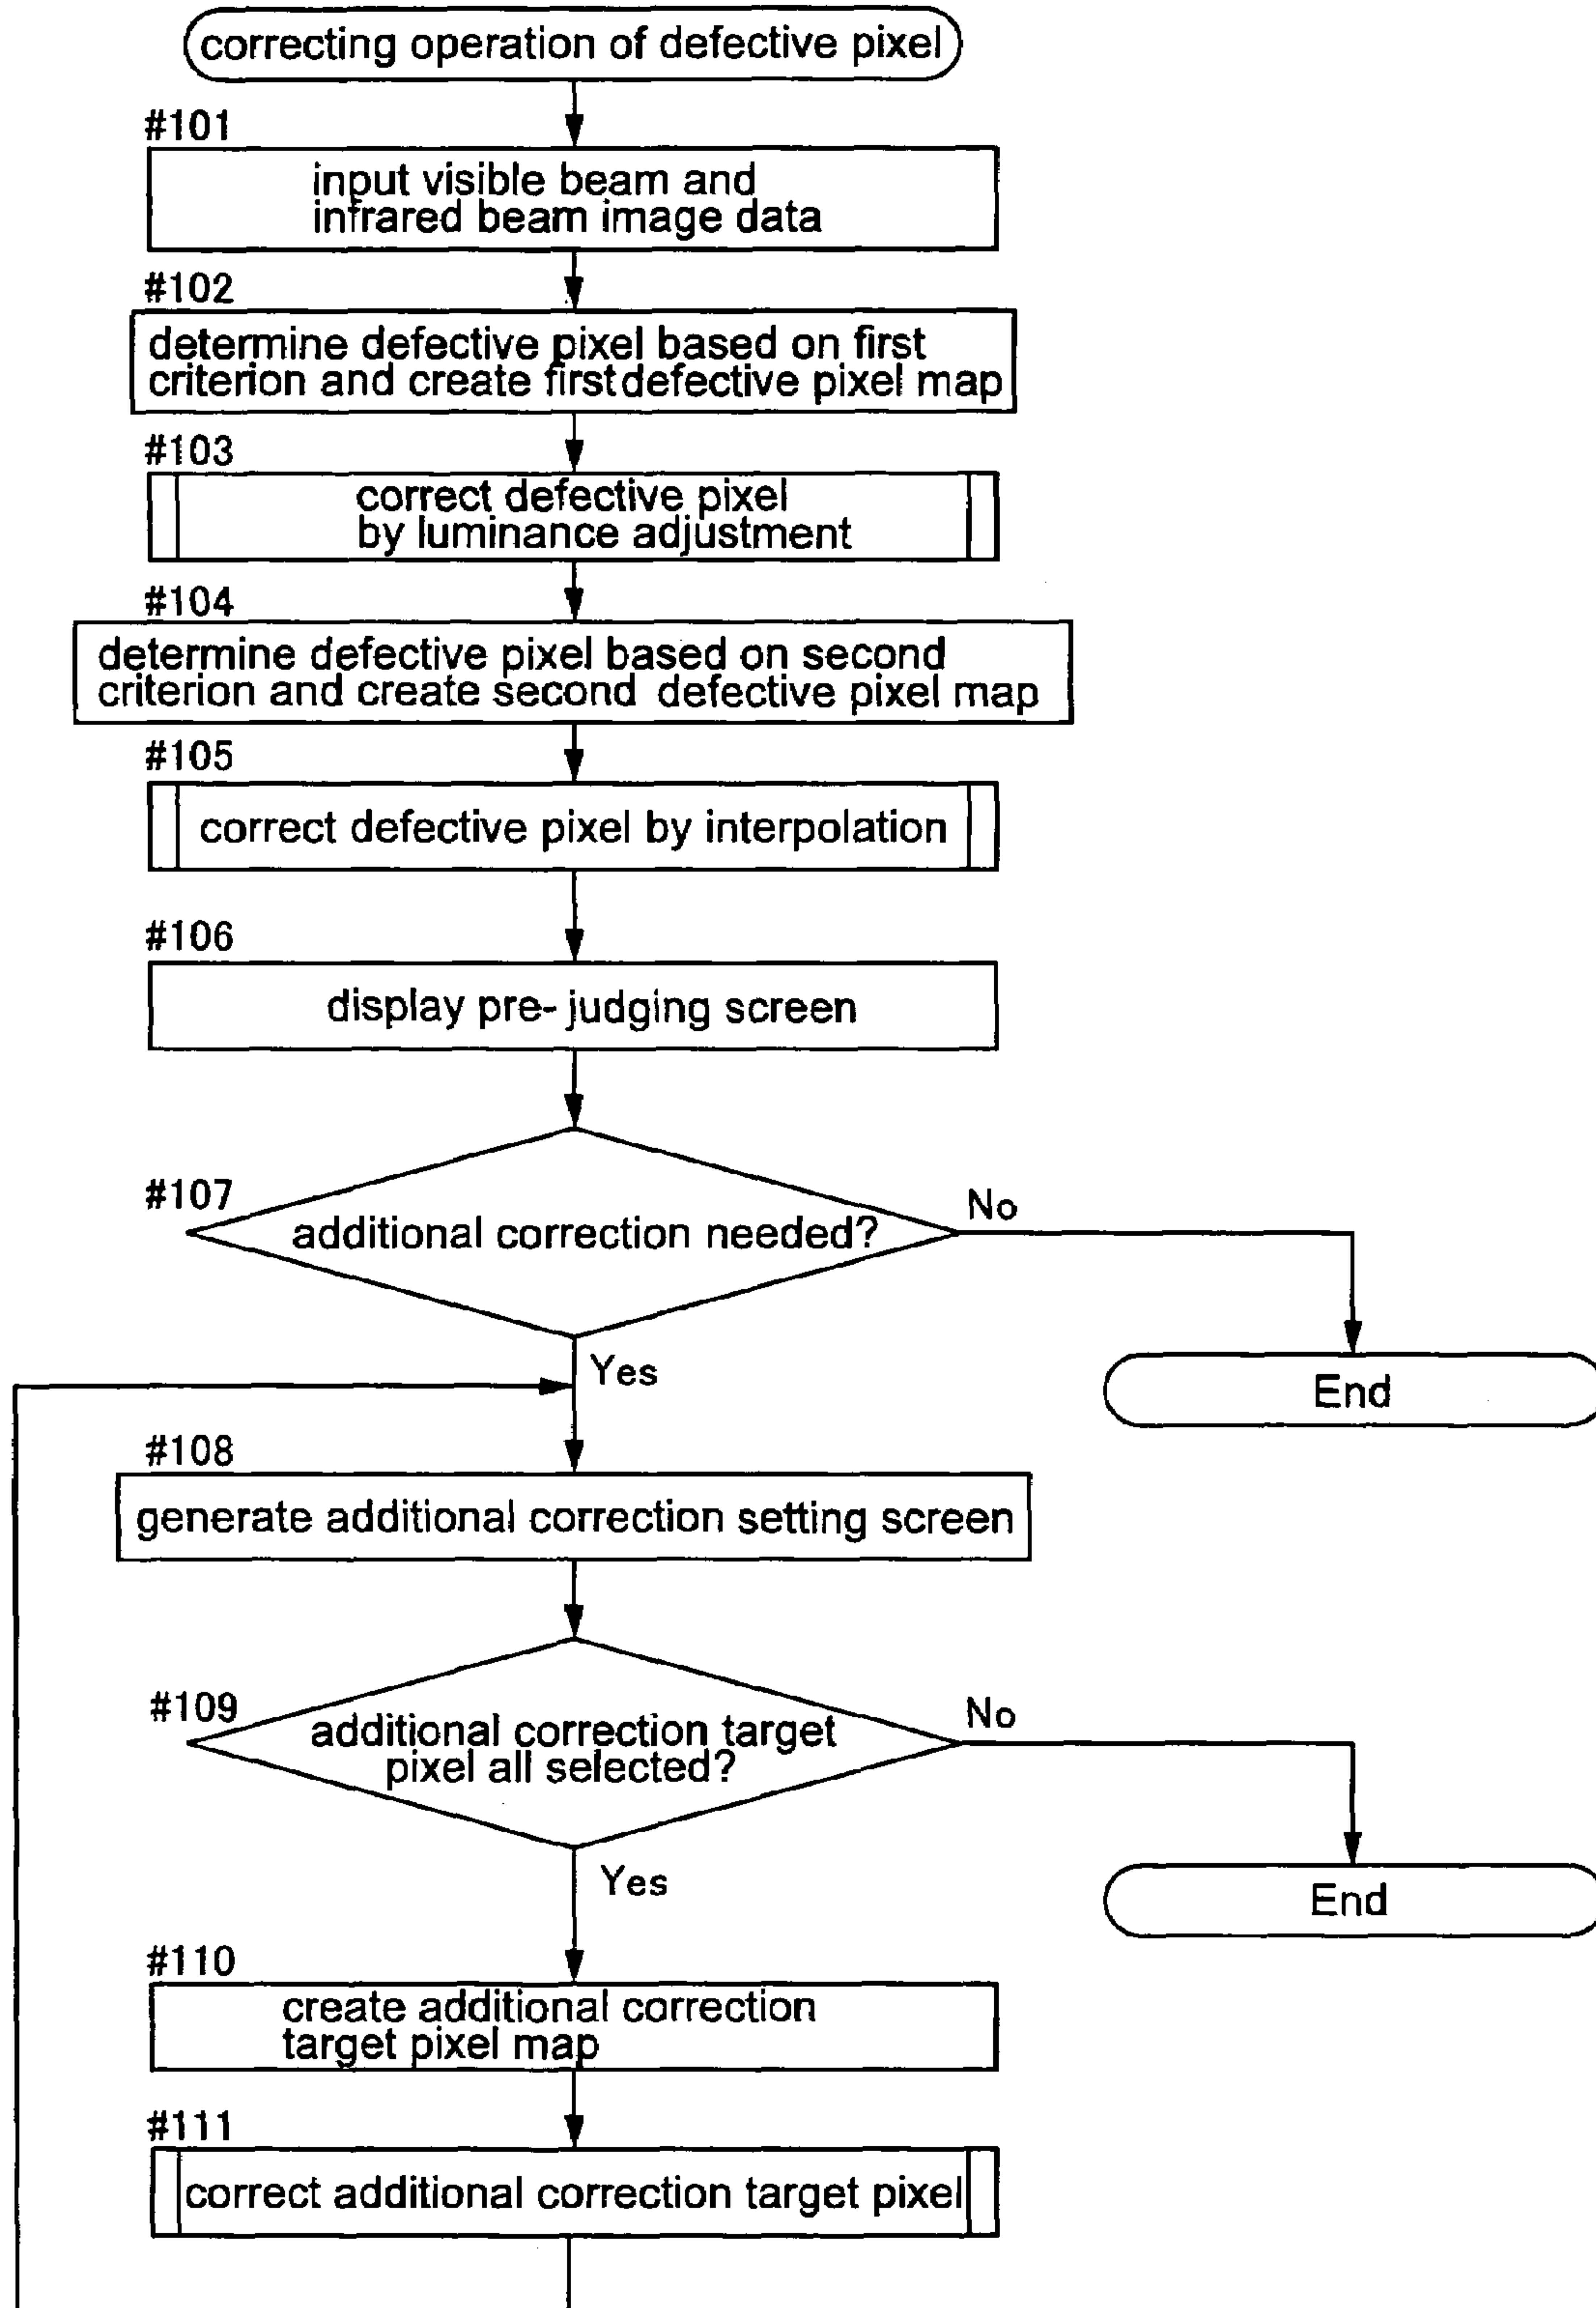 correcting operation of defective pixel
#101
input visible beam and
infrared beam image data
#102
determine defective pixel based on first
criterion and create first defective pixel map
#103
correct defective pixel
by luminance adjustment
#104
determine defective pixel based on second
criterion and create second defective pixel map
#105
correct defective pixel by interpolation
#106
display pre-judging screen
#107
additional correction needed?
No
Yes
End
#108
generate additional correction setting screen
#109
additional correction target
pixel all selected?
No
Yes
End
#110
create additional correction
target pixel map
#111
correct additional correction target pixel